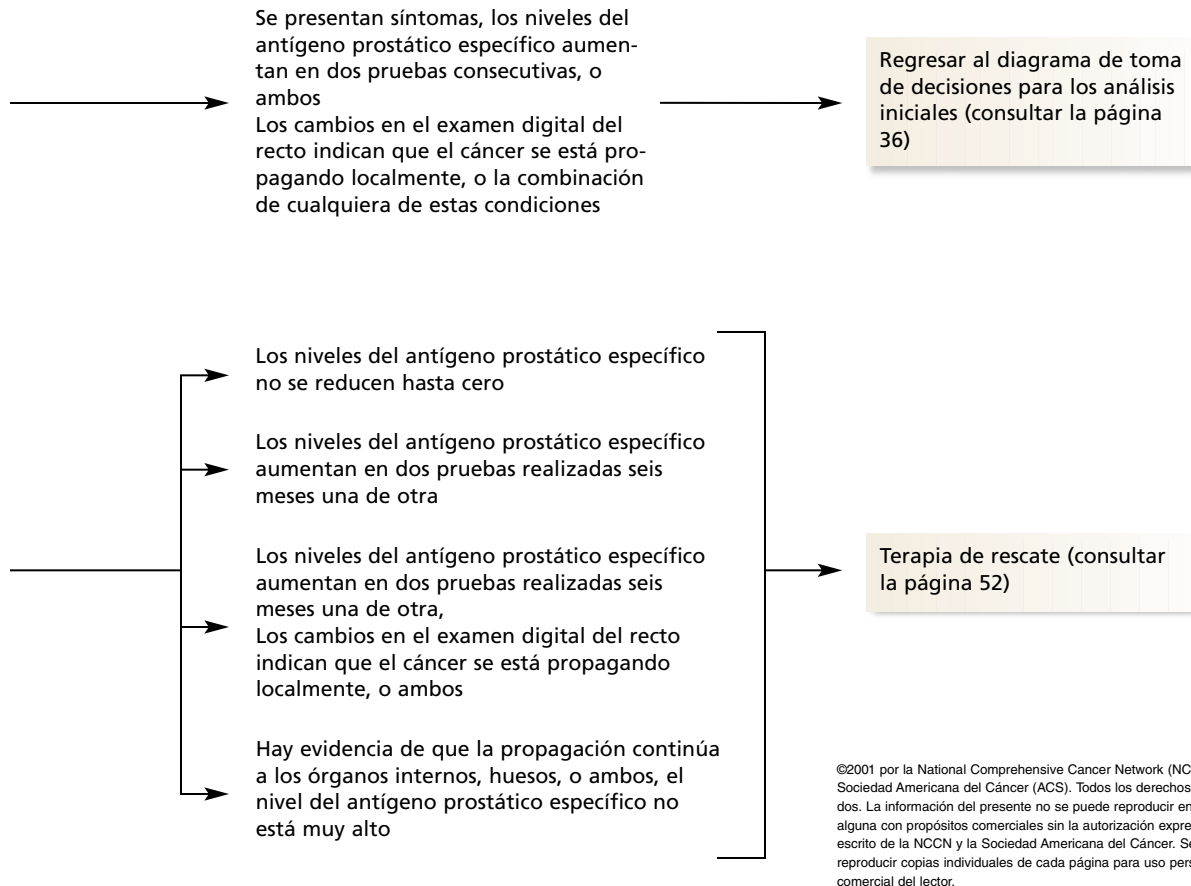 Se presentan síntomas, los niveles del
antígeno prostático específico aumen-
tan en dos pruebas consecutivas, o
ambos
Los cambios en el examen digital del
recto indican que el cáncer se está pro-
pagando localmente, o la combinación
de cualquiera de estas condiciones
Regresar al diagrama de toma
de decisiones para los análisis
iniciales (consultar la página
36)
Los niveles del antígeno prostático específico
no se reducen hasta cero
Los niveles del antígeno prostático específico
aumentan en dos pruebas realizadas seis
meses una de otra
Los niveles del antígeno prostático específico
aumentan en dos pruebas realizadas seis
meses una de otra,
Los cambios en el examen digital del recto
indican que el cáncer se está propagando
localmente, o ambos
Hay evidencia de que la propagación continúa
a los órganos internos, huesos, o ambos, el
nivel del antígeno prostático específico no
está muy alto
Terapia de rescate (consultar
la página 52)
©2001 por la National Comprehensive Cancer Network (NC
Sociedad Americana del Cáncer (ACS). Todos los derechos
dos. La información del presente no se puede reproducir en
alguna con propósitos comerciales sin la autorización expre
escrito de la NCCN y la Sociedad Americana del Cáncer. Se
reproducir copias individuales de cada página para uso pers
comercial del lector.